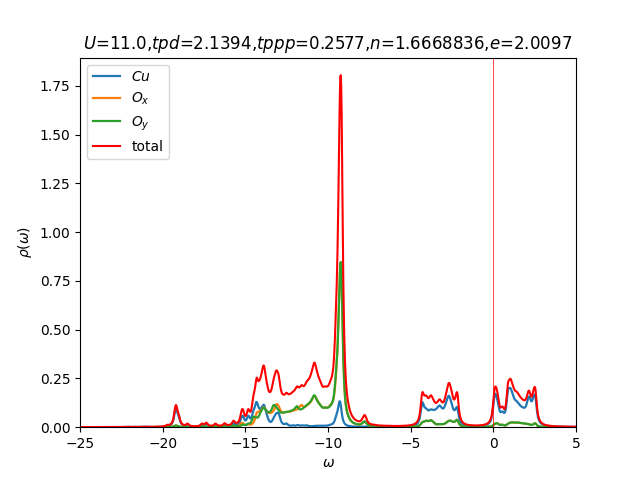 U=11.0,tpd=2.1394,tppp=0.2577,n=1.6668836,e=2.0097
Cu
Oₓ
O_y
total
ρ(ω)
1.75
1.50
1.25
1.00
0.75
0.50
0.25
0.00
−25
−20
−15
−10
−5
0
5
ω